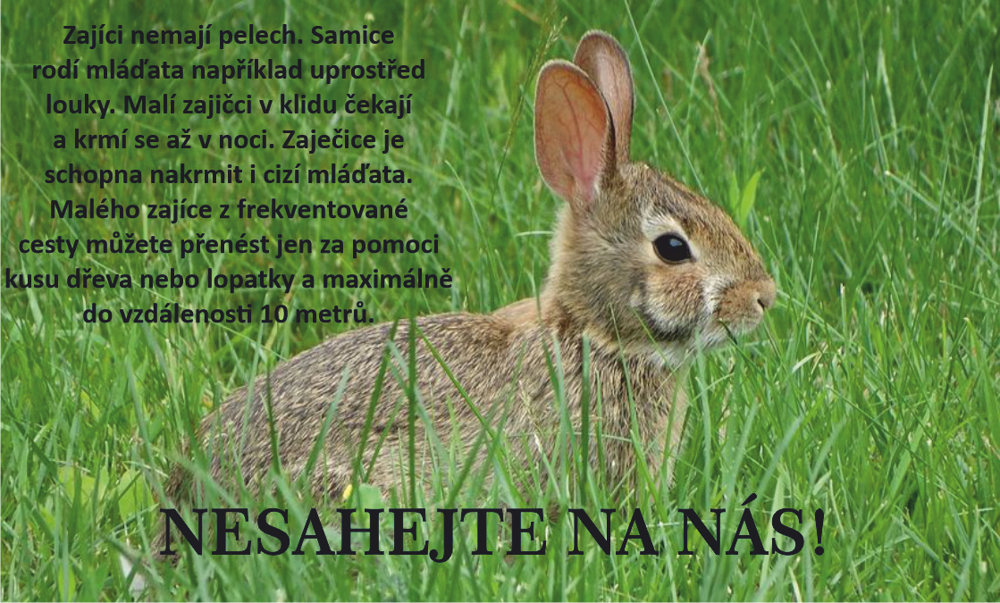 Zajíci nemají pelech. Samice
rodí mláďata například uprostřed
louky. Malí zajičci v klidu čekají
a krmí se až v noci. Zaječice je
schopna nakrmit i cizí mláďata.
Malého zajíce z frekventované
cesty můžete přenést jen za pomoci
kusu dřeva nebo lopatky a maximálně
do vzdálenosti 10 metrů.
NESAHEJTE NA NÁS!